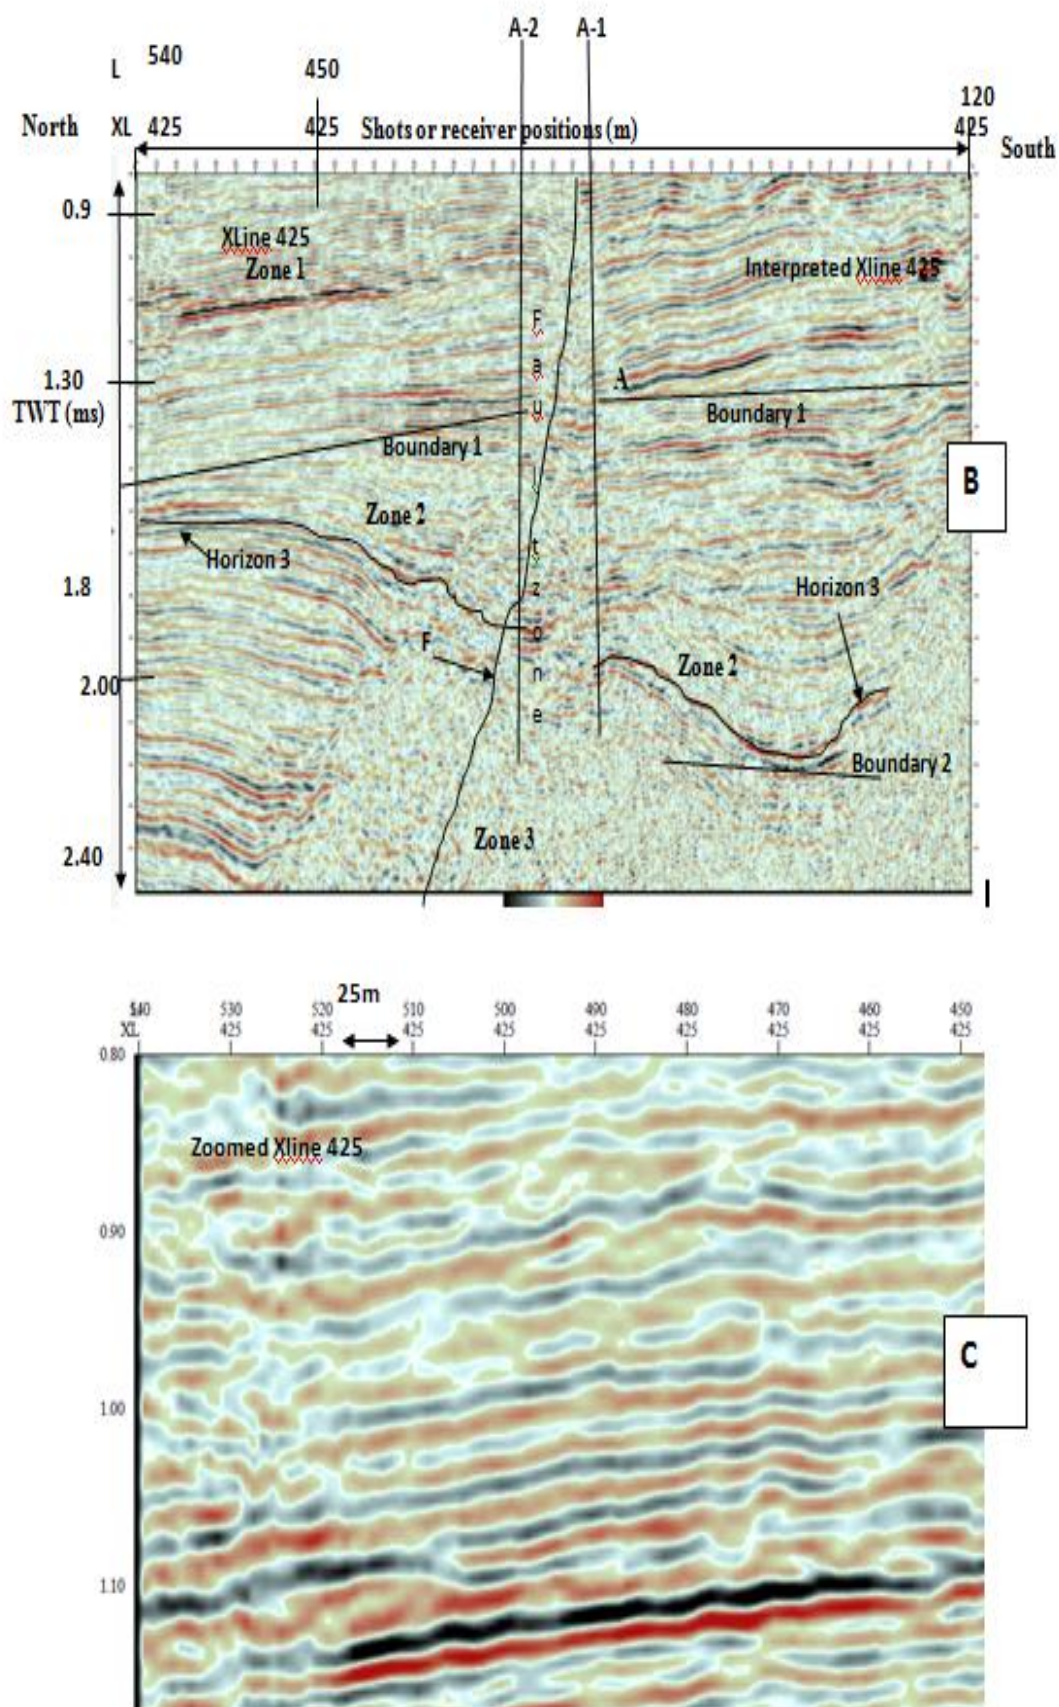 A-2 A-1
L 540 450 120
North XL 425 425 Shots or receiver positions (m) 425 South
0.9
XLine 425
Zone 1
Interpreted Xline 425
Fault zone
1.30
TWT (ms)
A
Boundary 1
Boundary 1
B
Zone 2
Horizon 3
1.8
Horizon 3
F
Zone 2
2.00
Boundary 2
Zone 3
2.40
25m
540 530 520 510 500 490 480 470 460 450
XL 425 425 425 425 425 425 425 425 425
0.80
Zoomed Xline 425
0.90
C
1.00
1.10